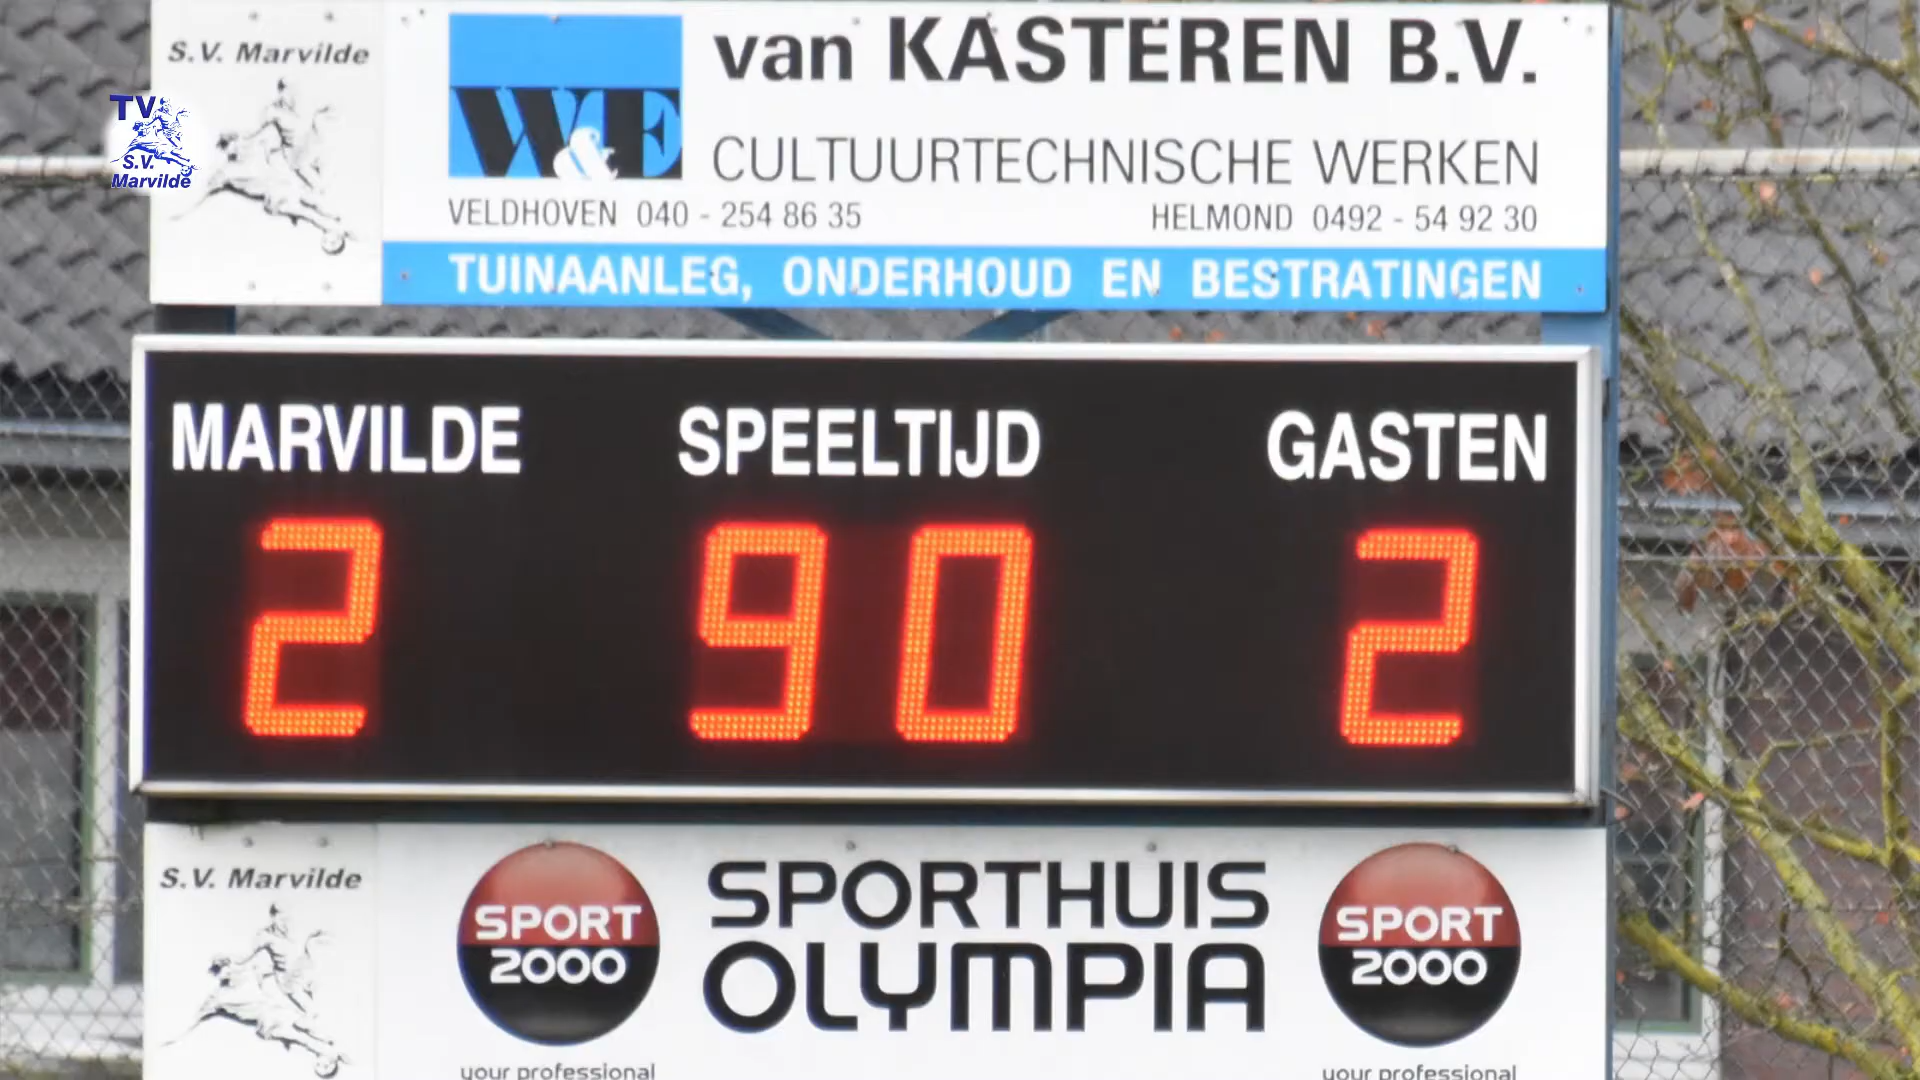 S.V. Marvilde
TV
S.V.
Marvilde
W&F
van KASTEREN B.V.
CULTUURTECHNISCHE WERKEN
VELDHOVEN 040 - 254 86 35
HELMOND 0492 - 54 92 30
TUINAANLEG, ONDERHOUD EN BESTRATINGEN
MARVILDE SPEELTIJD GASTEN
2 90 2
S.V. Marvilde
SPORT
2000
SPORTHUIS
OLYMPIA
SPORT
2000
your professional
your professional